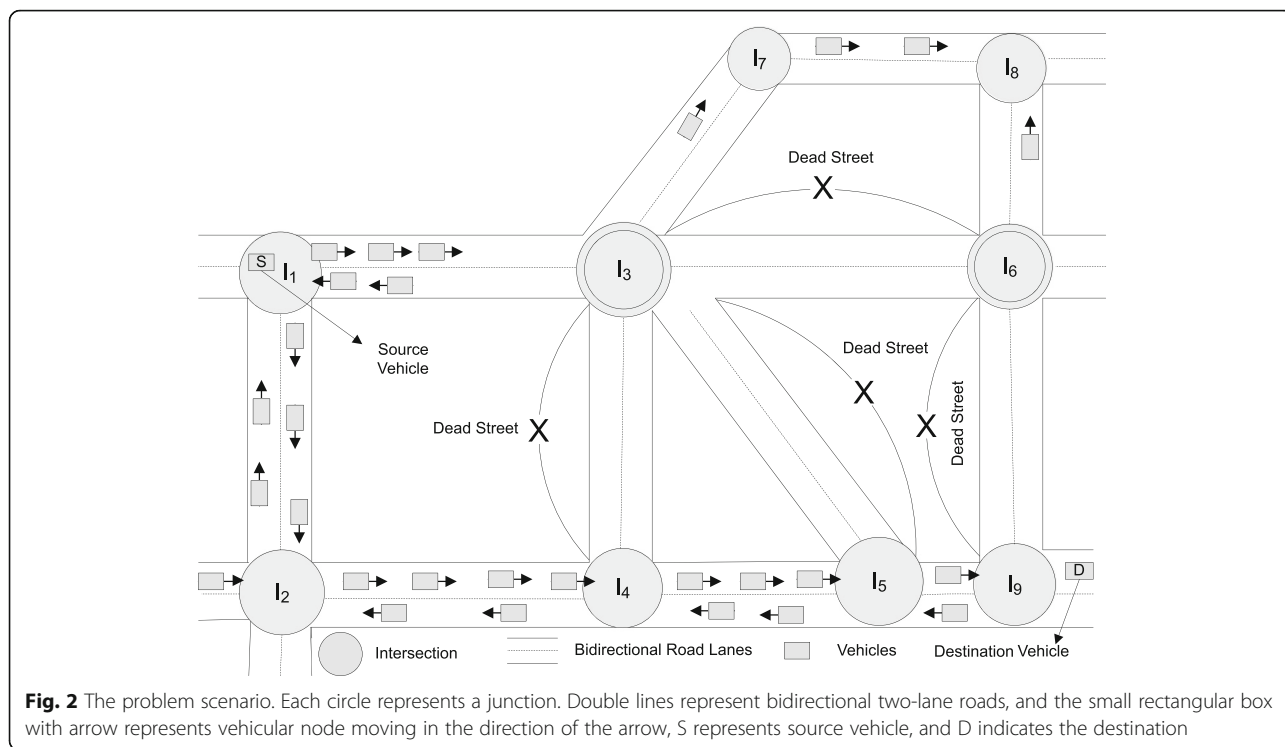 I7
I8
Dead Street
X
S
I1
I3
I6
Source
Vehicle
Dead Street
X
Dead Street
X
Dead Street
X
I2
I4
I5
I9
D
Intersection
Bidirectional Road Lanes
Vehicles
Destination Vehicle
Fig. 2 The problem scenario. Each circle represents a junction. Double lines represent bidirectional two-lane roads, and the small rectangular box
with arrow represents vehicular node moving in the direction of the arrow, S represents source vehicle, and D indicates the destination